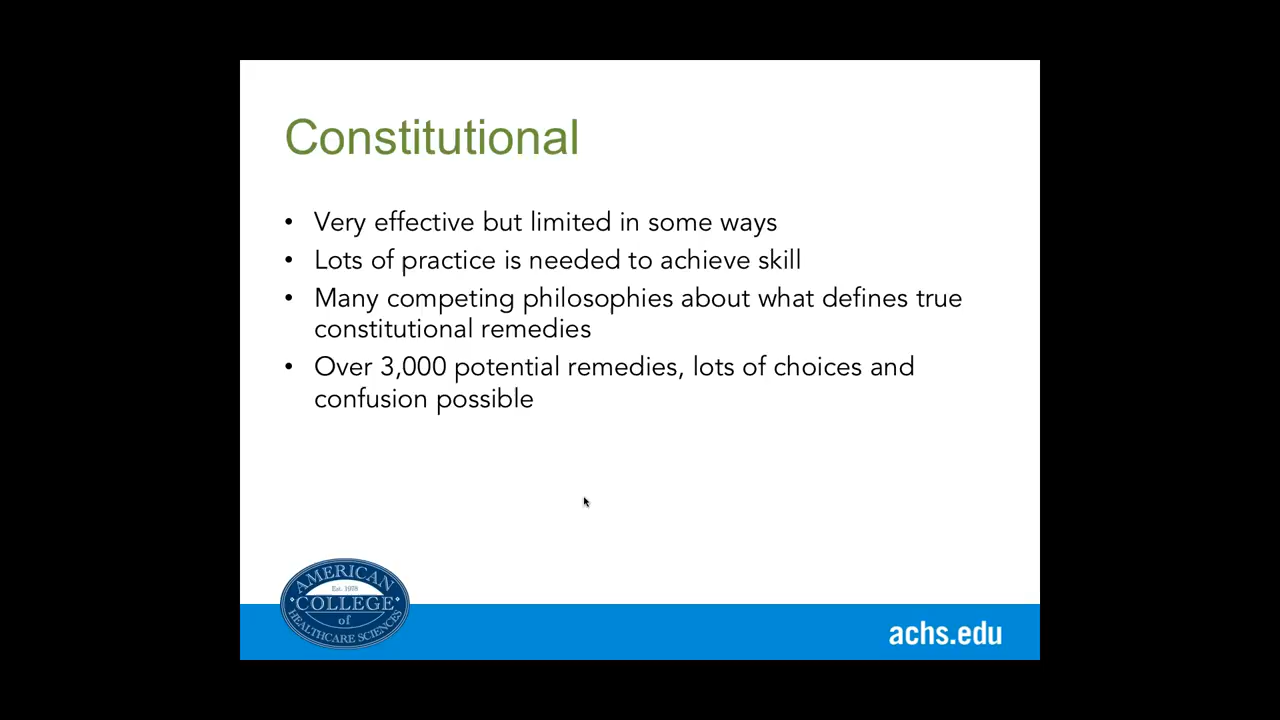 Constitutional
• Very effective but limited in some ways
• Lots of practice is needed to achieve skill
• Many competing philosophies about what defines true
constitutional remedies
• Over 3,000 potential remedies, lots of choices and
confusion possible
AMERICAN
Est. 1978
COLLEGE
of
HEALTHCARE SCIENCES
achs.edu